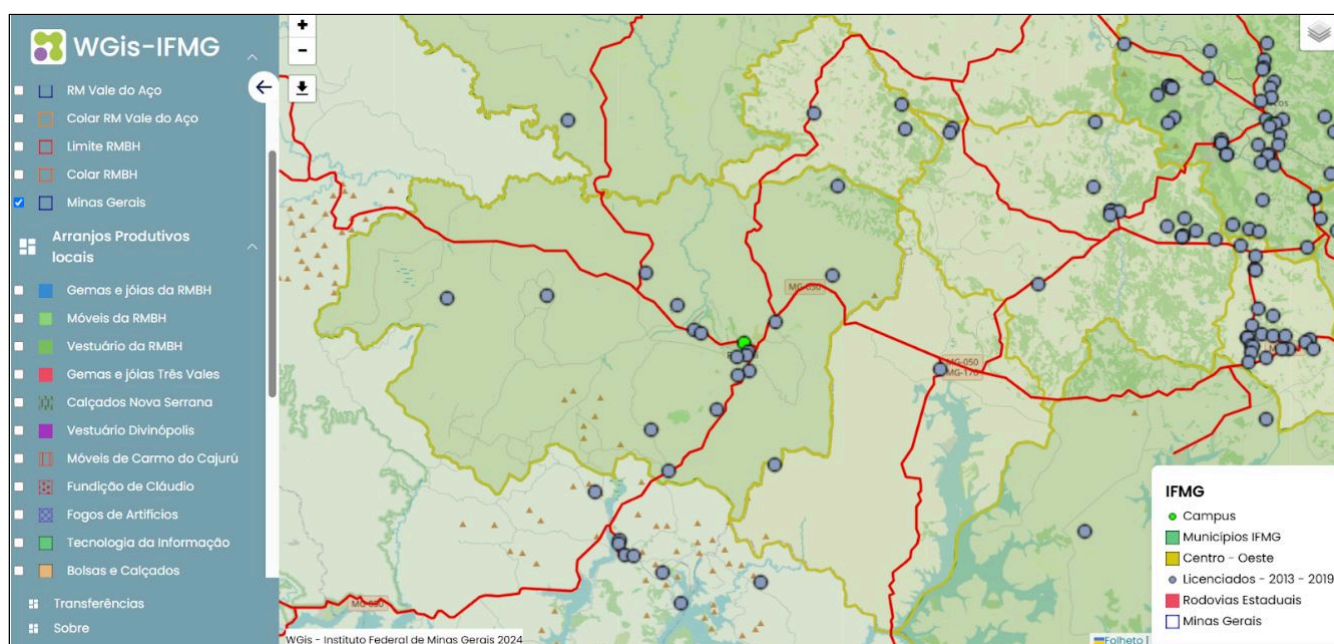 WGis-IFMG
RM Vale do Aço
Colar RM Vale do Aço
Limite RMBH
Colar RMBH
Minas Gerais
Arranjos Produtivos
locais
Gemas e jóias da RMBH
Móveis da RMBH
Vestuário da RMBH
Gemas e jóias Três Vales
Calçados Nova Serrana
Vestuário Divinópolis
Móveis de Carmo do Cajurú
Fundição de Cláudio
Fogos de Artifícios
Tecnologia da Informação
Bolsas e Calçados
Transferências
Sobre
+
−
MG-050
MG-050
MG-170
IFMG
Campus
Municípios IFMG
Centro - Oeste
Licenciados - 2013 - 2019
Rodovias Estaduais
Minas Gerais
WGis - Instituto Federal de Minas Gerais 2024
Folheto |